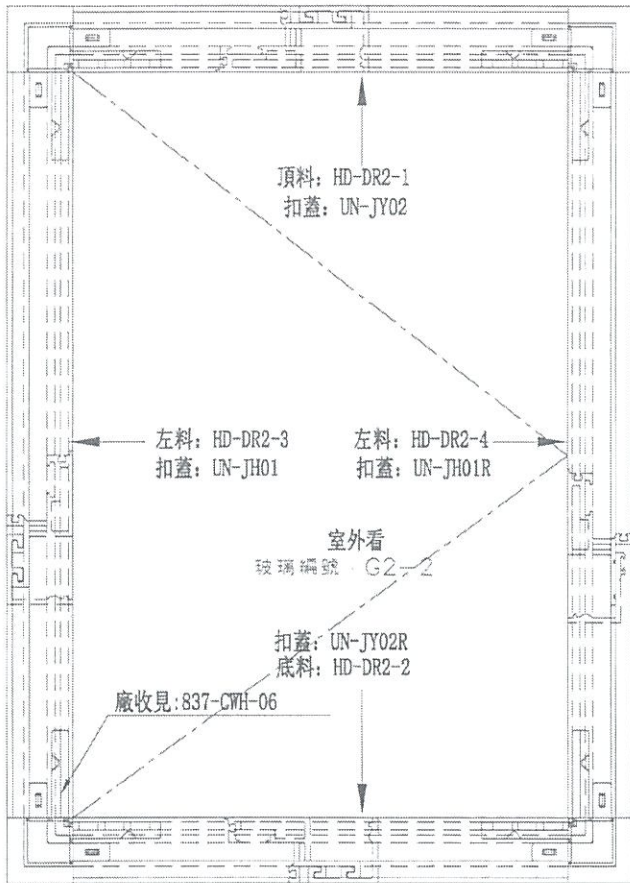 頂料: HD-DR2-1
扣蓋: UN-JY02
左料: HD-DR2-3
扣蓋: UN-JH01
左料: HD-DR2-4
扣蓋: UN-JH01R
室外看
玻璃編號 G2-2
扣蓋: UN-JY02R
底料: HD-DR2-2
廠收見:837-CWH-06